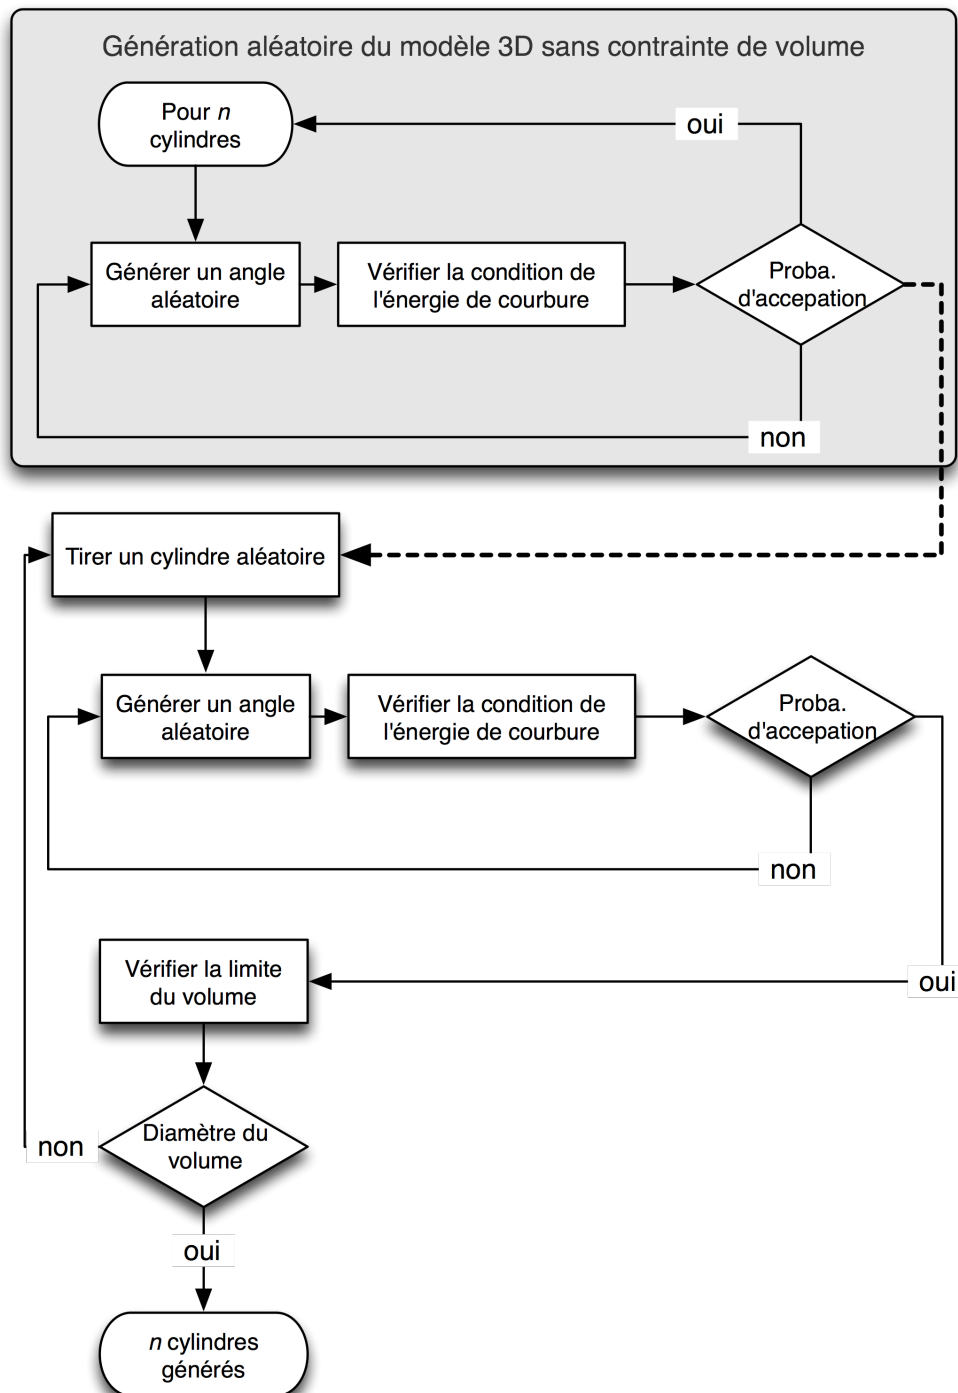 Génération aléatoire du modèle 3D sans contrainte de volume
Pour n
cylindres
oui
Générer un angle
aléatoire
Vérifier la condition de
l'énergie de courbure
Proba.
d'accepation
non
Tirer un cylindre aléatoire
Générer un angle
aléatoire
Vérifier la condition de
l'énergie de courbure
Proba.
d'accepation
non
Vérifier la limite
du volume
oui
Diamètre du
volume
non
oui
n cylindres
générés